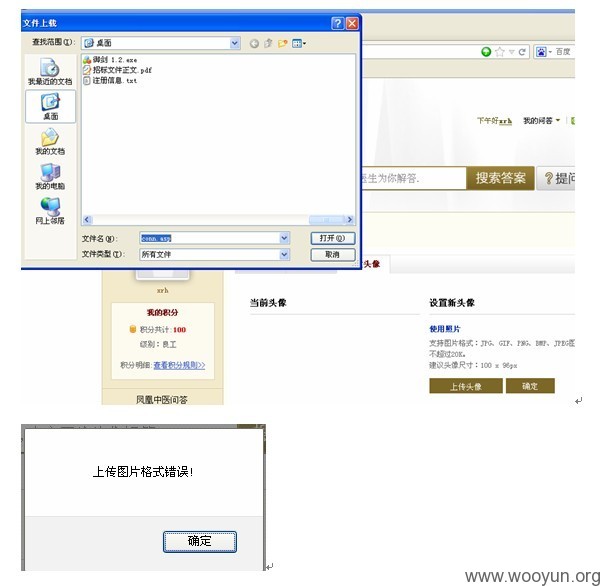 文件上载
查找范围(I):
桌面
百度
我最近的文档
桌面
我的文档
我的电脑
网上邻居
御剑 1.2.exe
招标文件正文.pdf
注册信息.txt
文件名(N):
conn.asp
打开(O)
文件类型(T):
所有文件
取消
下午好xrh
我的问答
医生为你解答.
搜索答案
?提问
头像
xrh
我的积分
积分共计:100
级别:良工
积分明细:查看积分规则>>
凤凰中医问答
当前头像
设置新头像
使用照片
支持图片格式:JPG、GIF、PNG、BMP、JPEG图
不超过20K。
建议头像尺寸:100 x 96px
上传头像
确定
上传图片格式错误!
确定
www.wooyun.org